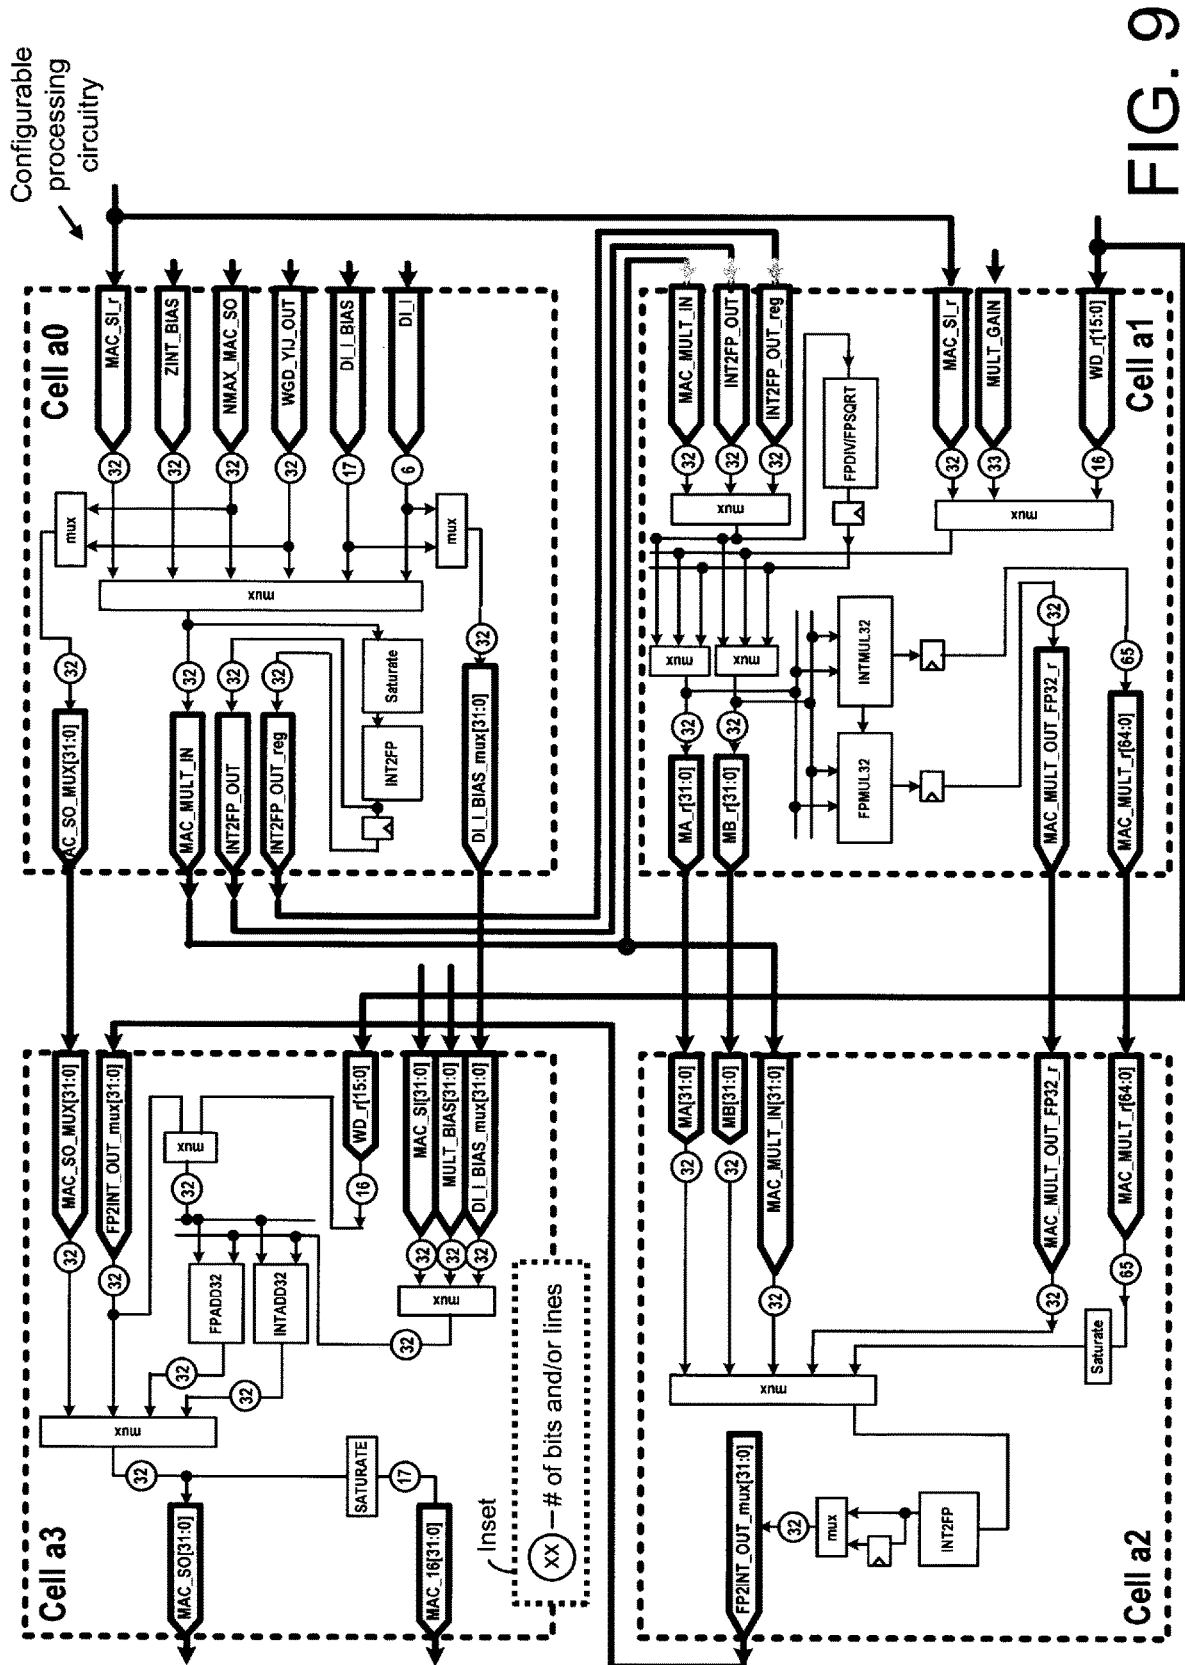 Configurable
processing
circuitry
FIG. 9
Cell a0
MAC_SI_r
ZINT_BIAS
NMAX_MAC_SO
WGD_YIJ_OUT
DI_I_BIAS
DI_I
32
32
32
32
17
6
mux
mux
mux
32
32
32
32
32
Saturate
INT2FP
AC_SO_MUX[31:0]
MAC_MULT_IN
INT2FP_OUT
INT2FP_OUT_reg
DI_I_BIAS_mux[31:0]
Cell a1
MAC_MULT_IN
INT2FP_OUT
INT2FP_OUT_reg
MAC_SI_r
MULT_GAIN
WD_r[15:0]
32
32
32
32
33
16
mux
mux
FPDIV/FPSQRT
mux
mux
32
32
INTMUL32
FPMUL32
32
65
MA_r[31:0]
MB_r[31:0]
MAC_MULT_OUT_FP32_r
MAC_MULT_r[64:0]
Cell a3
MAC_SO_MUX[31:0]
FP2INT_OUT_mux[31:0]
WD_r[15:0]
MAC_SI[31:0]
MULT_BIAS[31:0]
DI_I_BIAS_mux[31:0]
32
32
16
32
32
32
mux
32
mux
FPADD32
INTADD32
32
32
32
mux
32
SATURATE
17
MAC_SO[31:0]
MAC_16[31:0]
Inset
XX – # of bits and/or lines
Cell a2
MA[31:0]
MB[31:0]
MAC_MULT_IN[31:0]
MAC_MULT_OUT_FP32_r
MAC_MULT_r[64:0]
32
32
32
32
65
Saturate
mux
INT2FP
mux
32
FP2INT_OUT_mux[31:0]